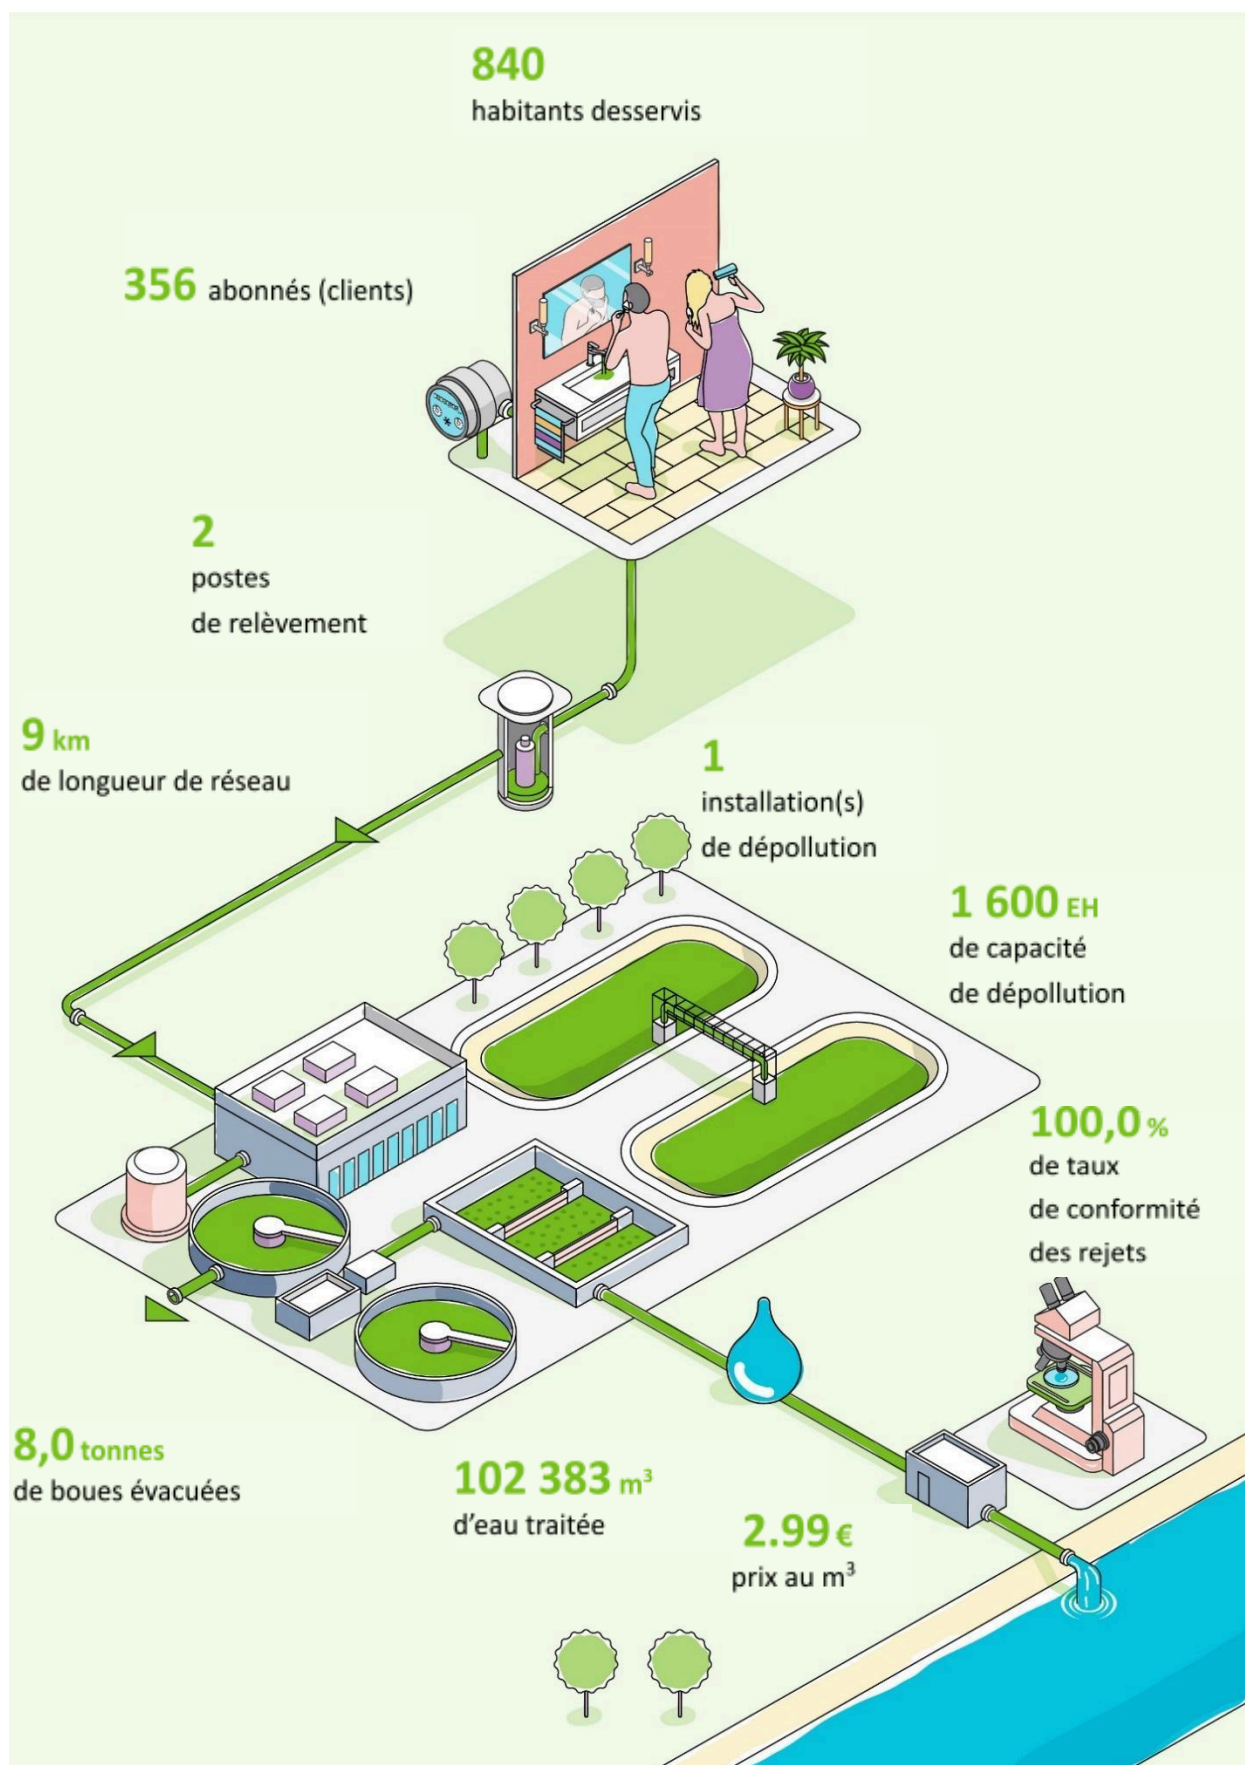 840
habitants desservis
356 abonnés (clients)
2
postes
de relèvement
9 km
de longueur de réseau
1
installation(s)
de dépollution
1 600 EH
de capacité
de dépollution
100,0 %
de taux
de conformité
des rejets
8,0 tonnes
de boues évacuées
102 383 m³
d'eau traitée
2.99 €
prix au m³